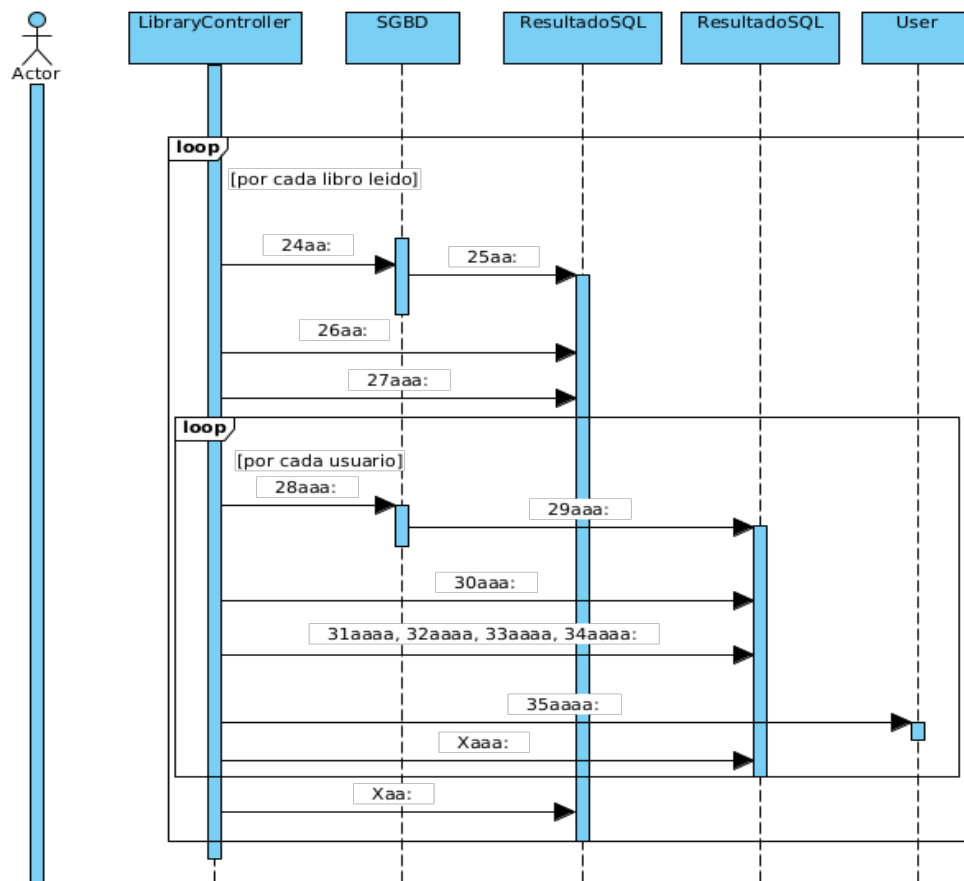 Actor
LibraryController
SGBD
ResultadoSQL
ResultadoSQL
User
loop
[por cada libro leido]
24aa:
25aa:
26aa:
27aaa:
loop
[por cada usuario]
28aaa:
29aaa:
30aaa:
31aaaa, 32aaaa, 33aaaa, 34aaaa:
35aaaa:
Xaaa:
Xaa: